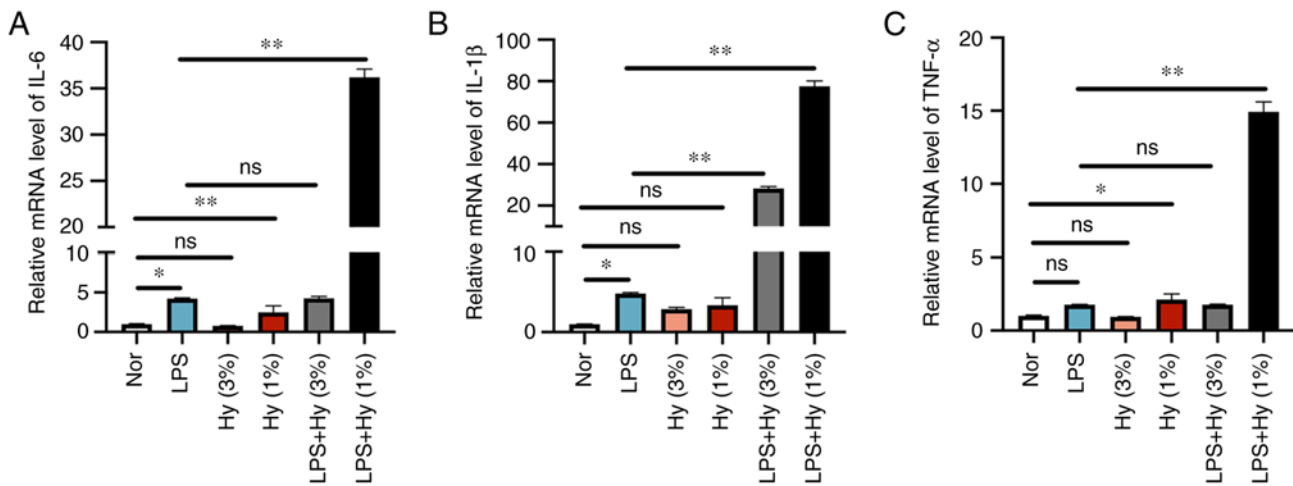 A
Relative mRNA level of IL-6
40
35
30
25
20
10
5
0
**
ns
**
ns
*
Nor
LPS
Hy (3%)
Hy (1%)
LPS+Hy (3%)
LPS+Hy (1%)
B
Relative mRNA level of IL-1β
100
80
60
40
20
10
5
0
**
**
ns
ns
*
Nor
LPS
Hy (3%)
Hy (1%)
LPS+Hy (3%)
LPS+Hy (1%)
C
Relative mRNA level of TNF-α
20
15
10
5
0
**
ns
*
ns
ns
Nor
LPS
Hy (3%)
Hy (1%)
LPS+Hy (3%)
LPS+Hy (1%)